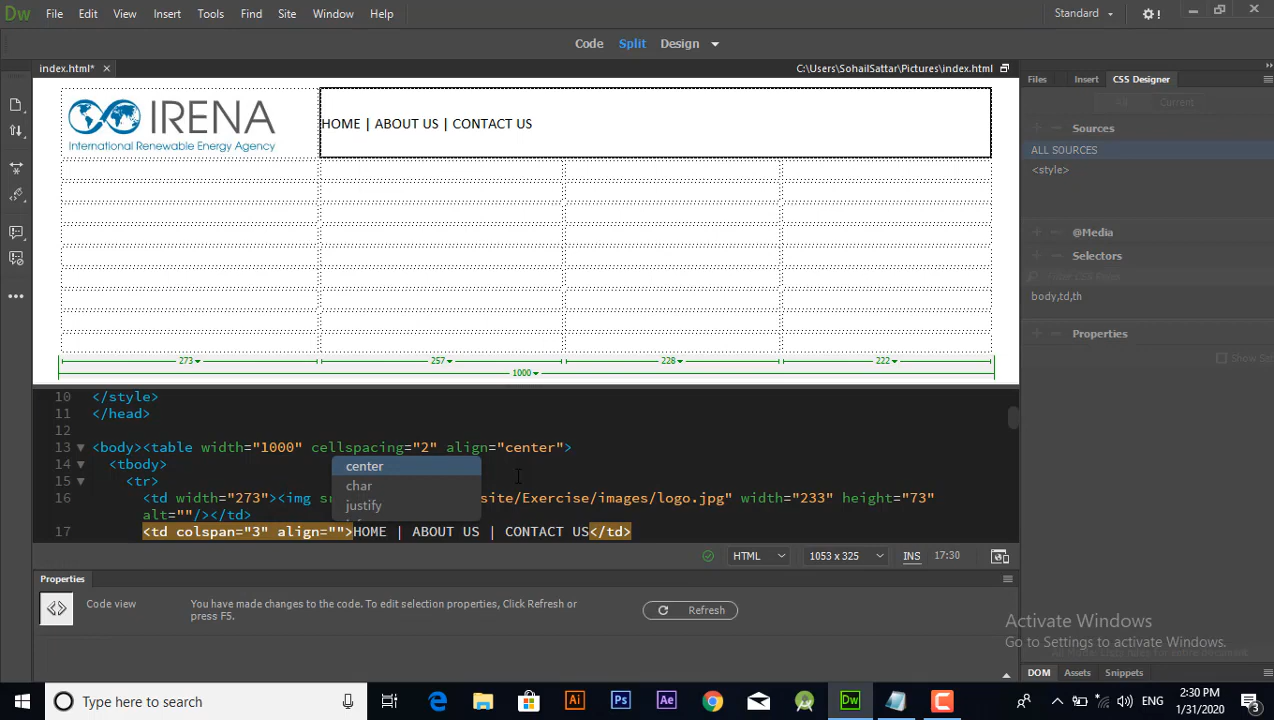 Dw File Edit View Insert Tools Find Site Window Help Standard
Code Split Design
index.html* C:\Users\SohailSattar\Pictures\index.html
Files Insert CSS Designer
All Current
Sources
ALL SOURCES
<style>
@Media
Selectors
body,td,th
Properties
IRENA
International Renewable Energy Agency
HOME | ABOUT US | CONTACT US
273 257 228 222
1000
10 </style>
11 </head>
12
13 <body><table width="1000" cellspacing="2" align="center">
14 <tbody>
15 <tr>
16 <td width="273"><img s site/Exercise/images/logo.jpg" width="233" height="73"
alt=""/></td>
17 <td colspan="3" align="">HOME | ABOUT US | CONTACT US</td>
center
char
justify
HTML 1053 x 325 INS 17:30
Properties
Code view You have made changes to the code. To edit selection properties, Click Refresh or
press F5.
Refresh
Activate Windows
Go to Settings to activate Windows.
DOM Assets Snippets
Type here to search
Ai Ps Ae Dw
ENG
2:30 PM
1/31/2020
3